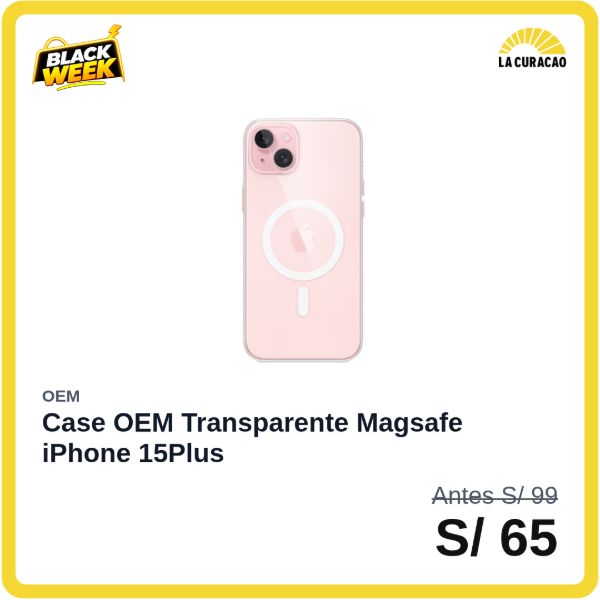 BLACK
WEEK
LA CURACAO
OEM
Case OEM Transparente Magsafe
iPhone 15Plus
Antes S/ 99
S/ 65